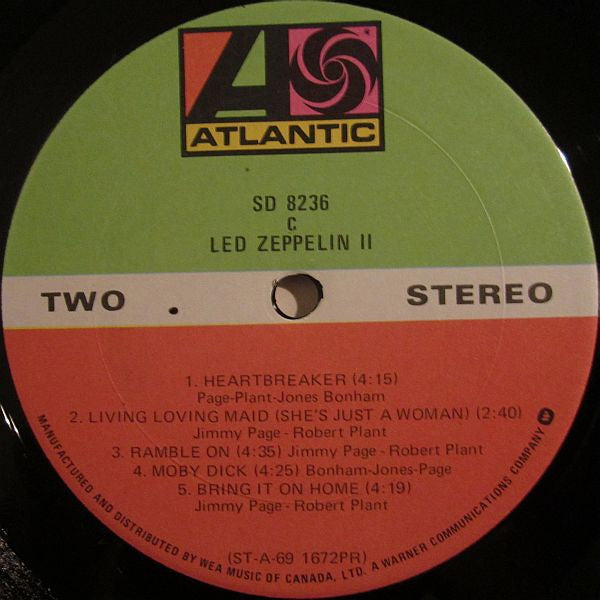 ATLANTIC
SD 8236
C
LED ZEPPELIN II
TWO
STEREO
1. HEARTBREAKER (4:15)
Page-Plant-Jones Bonham
2. LIVING LOVING MAID (SHE'S JUST A WOMAN) (2:40)
Jimmy Page - Robert Plant
3. RAMBLE ON (4:35) Jimmy Page - Robert Plant
4. MOBY DICK (4:25) Bonham-Jones-Page
5. BRING IT ON HOME (4:19)
Jimmy Page - Robert Plant
(ST-A-69 1672PR)
MANUFACTURED AND DISTRIBUTED BY WEA MUSIC OF CANADA, LTD. A WARNER COMMUNICATIONS COMPANY